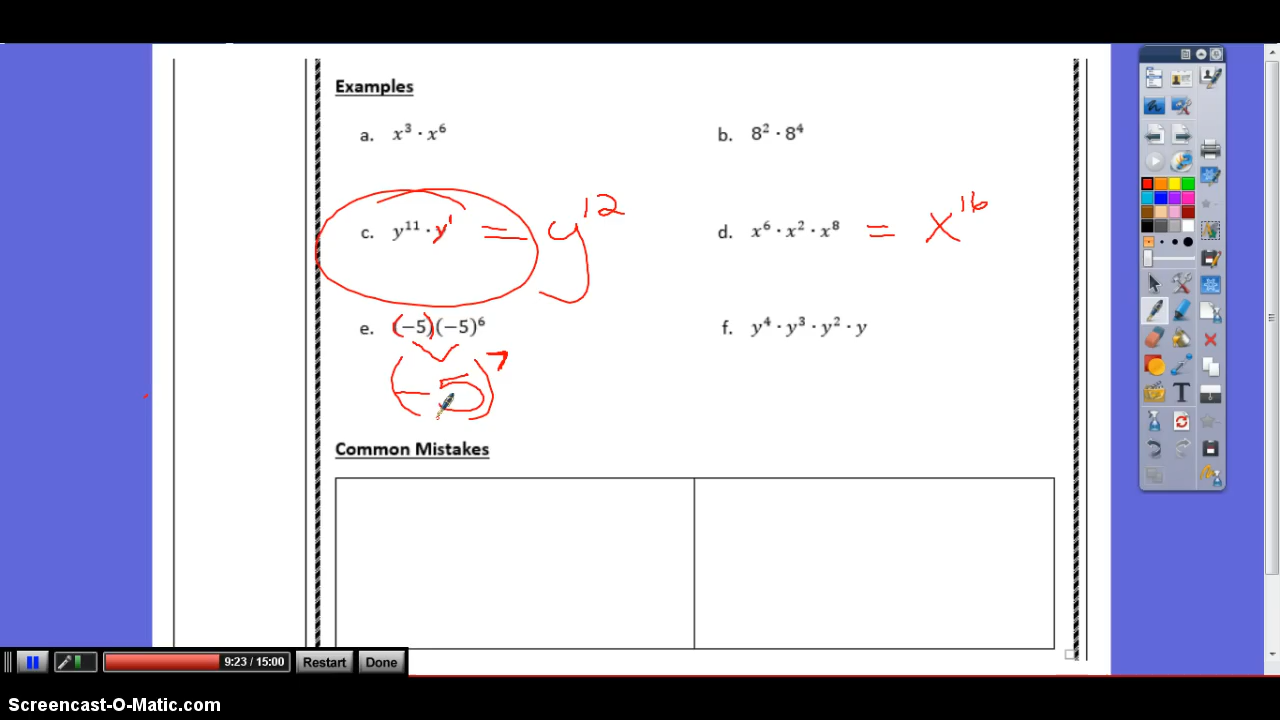 Examples
a. x³ · x⁶
b. 8² · 8⁴
c. y¹¹ · y¹ = y¹²
d. x⁶ · x² · x⁸ = x¹⁶
e. (−5)(−5)⁶
f. y⁴ · y³ · y² · y
(−5)⁷
Common Mistakes
9:23 / 15:00 Restart Done
Screencast-O-Matic.com